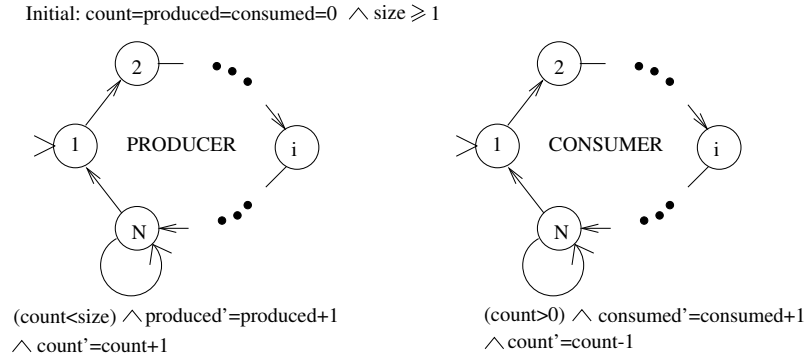 Initial: count=produced=consumed=0 ∧ size ⩾ 1
2
2
1
PRODUCER
i
1
CONSUMER
i
N
N
(count<size) ∧ produced’=produced+1
∧ count’=count+1
(count>0) ∧ consumed’=consumed+1
∧ count’=count-1